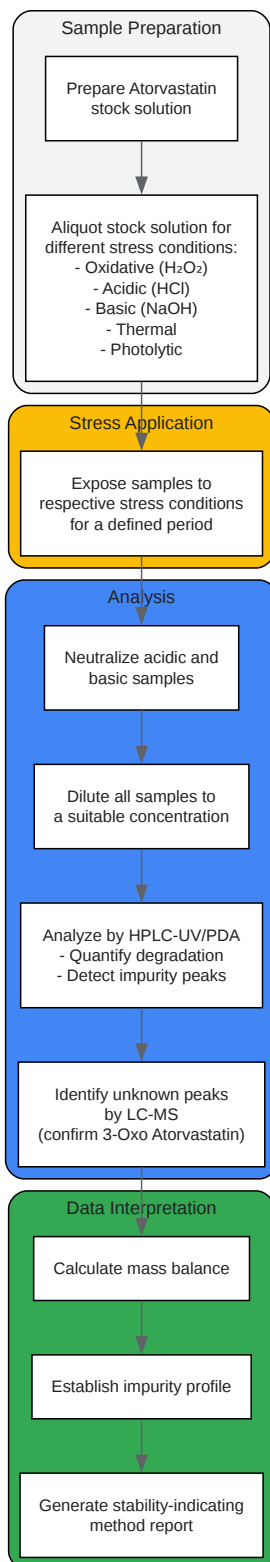 Sample Preparation
Prepare Atorvastatin
stock solution
Aliquot stock solution for
different stress conditions:
- Oxidative (H₂O₂)
- Acidic (HCl)
- Basic (NaOH)
- Thermal
- Photolytic
Stress Application
Expose samples to
respective stress conditions
for a defined period
Analysis
Neutralize acidic and
basic samples
Dilute all samples to
a suitable concentration
Analyze by HPLC-UV/PDA
- Quantify degradation
- Detect impurity peaks
Identify unknown peaks
by LC-MS
(confirm 3-Oxo Atorvastatin)
Data Interpretation
Calculate mass balance
Establish impurity profile
Generate stability-indicating
method report